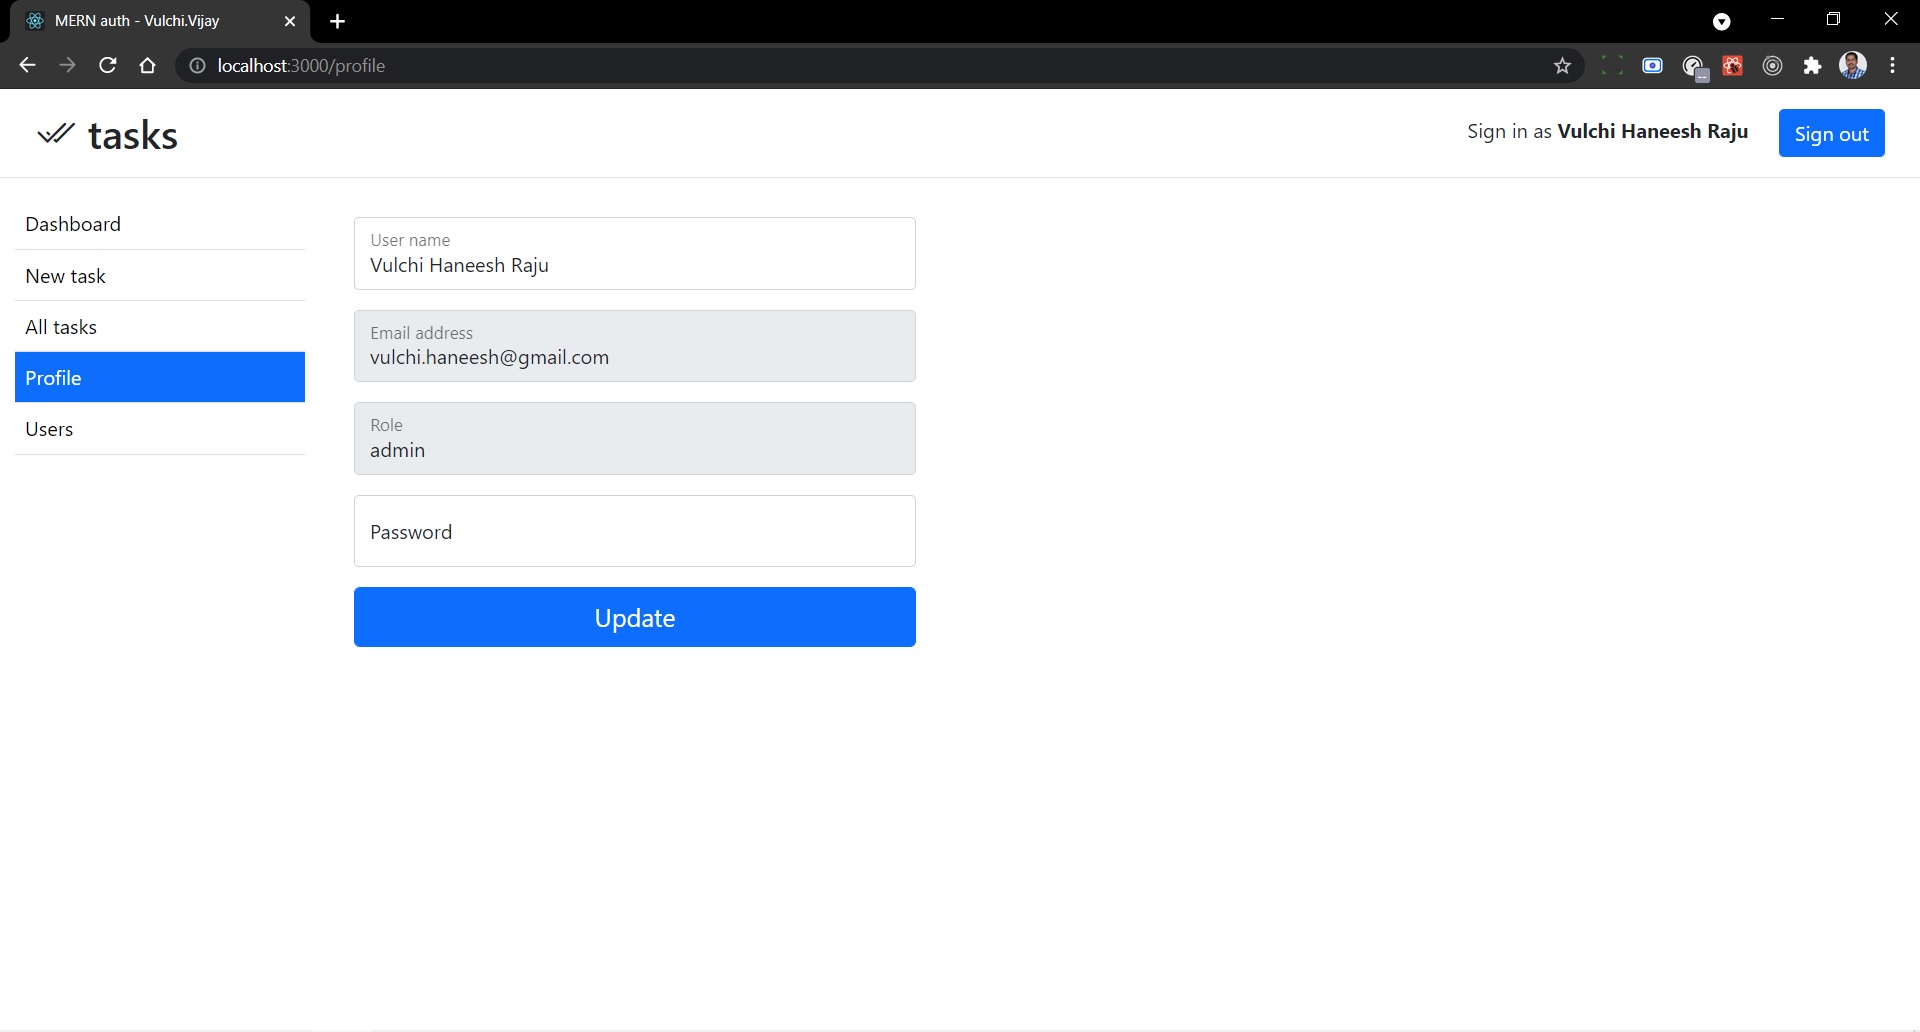 MERN auth - Vulchi.Vijay
localhost:3000/profile
tasks
Sign in as Vulchi Haneesh Raju
Sign out
Dashboard
New task
All tasks
Profile
Users
User name
Vulchi Haneesh Raju
Email address
vulchi.haneesh@gmail.com
Role
admin
Password
Update